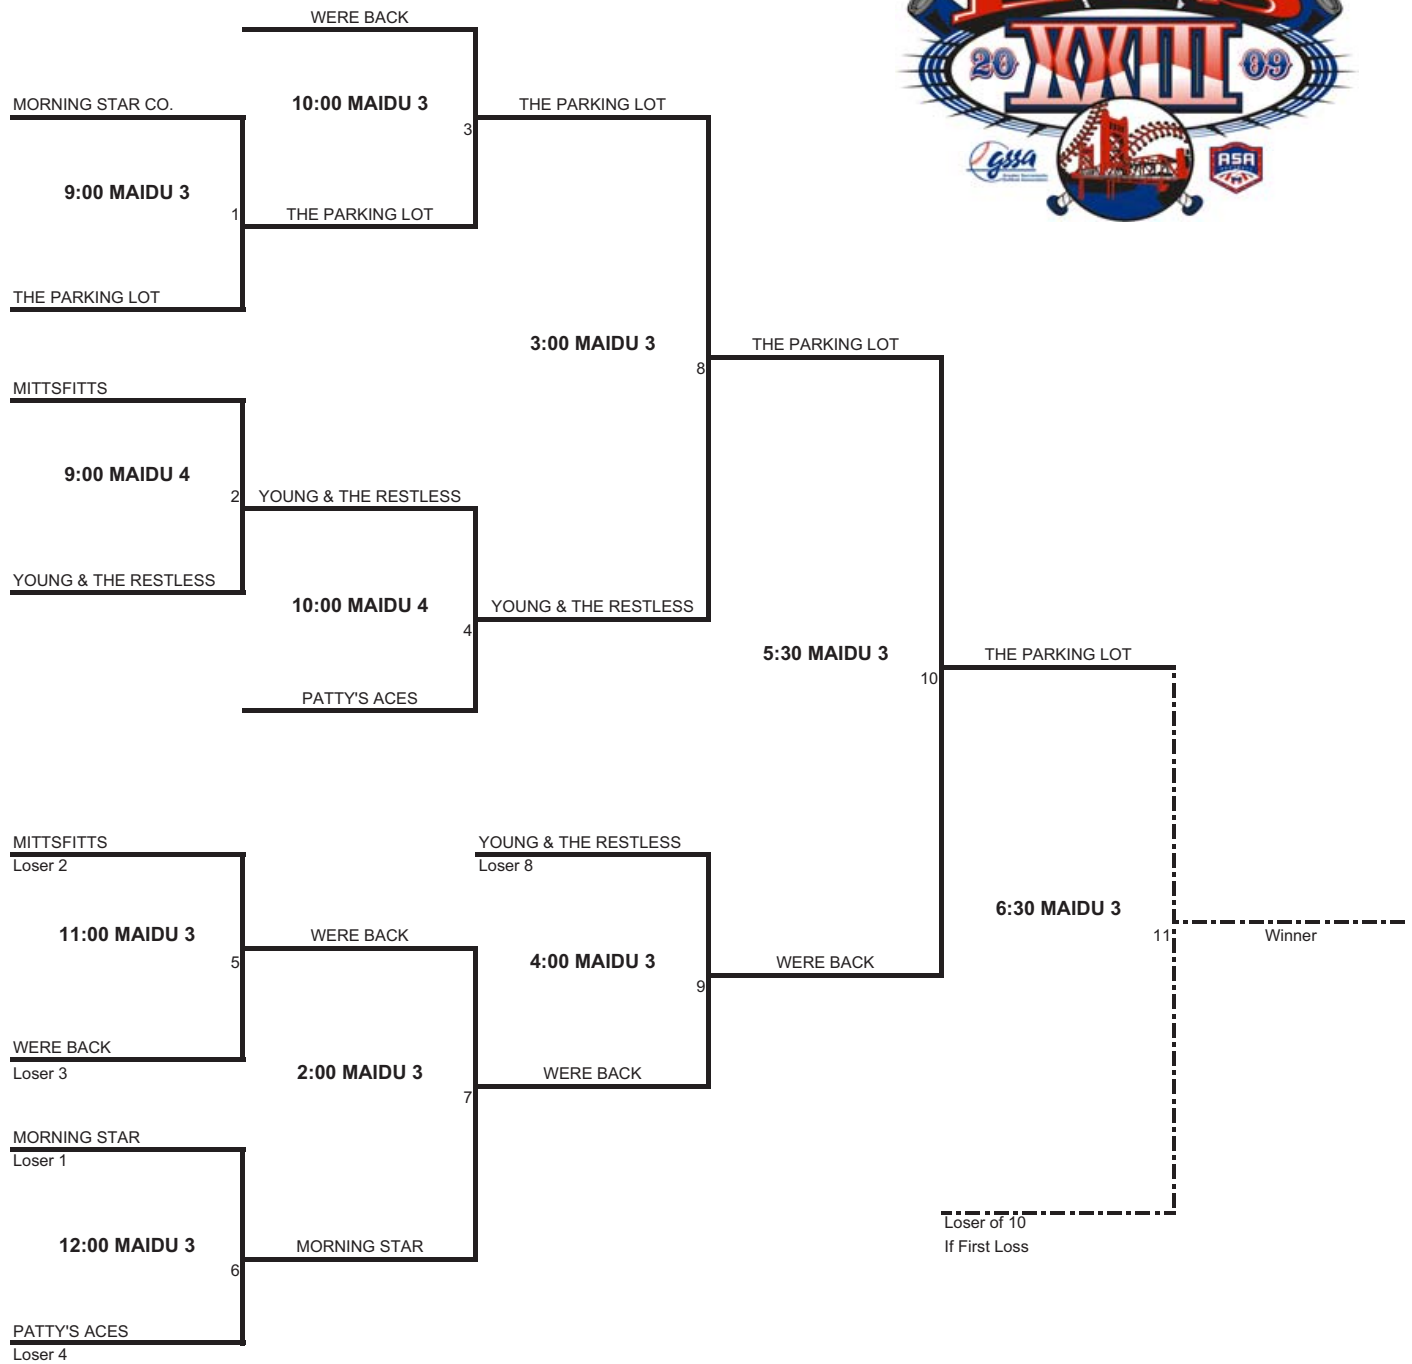 WERE BACK
XXIII
20
09
MORNING STAR CO.
10:00 MAIDU 3
THE PARKING LOT
3
gssa
ASA
9:00 MAIDU 3
1
THE PARKING LOT
THE PARKING LOT
3:00 MAIDU 3
THE PARKING LOT
8
MITTSFITTS
9:00 MAIDU 4
2
YOUNG & THE RESTLESS
YOUNG & THE RESTLESS
10:00 MAIDU 4
YOUNG & THE RESTLESS
4
5:30 MAIDU 3
THE PARKING LOT
10
PATTY'S ACES
MITTSFITTS
Loser 2
YOUNG & THE RESTLESS
Loser 8
6:30 MAIDU 3
11:00 MAIDU 3
WERE BACK
11
Winner
5
4:00 MAIDU 3
WERE BACK
9
WERE BACK
Loser 3
2:00 MAIDU 3
WERE BACK
7
MORNING STAR
Loser 1
Loser of 10
If First Loss
12:00 MAIDU 3
MORNING STAR
6
PATTY'S ACES
Loser 4